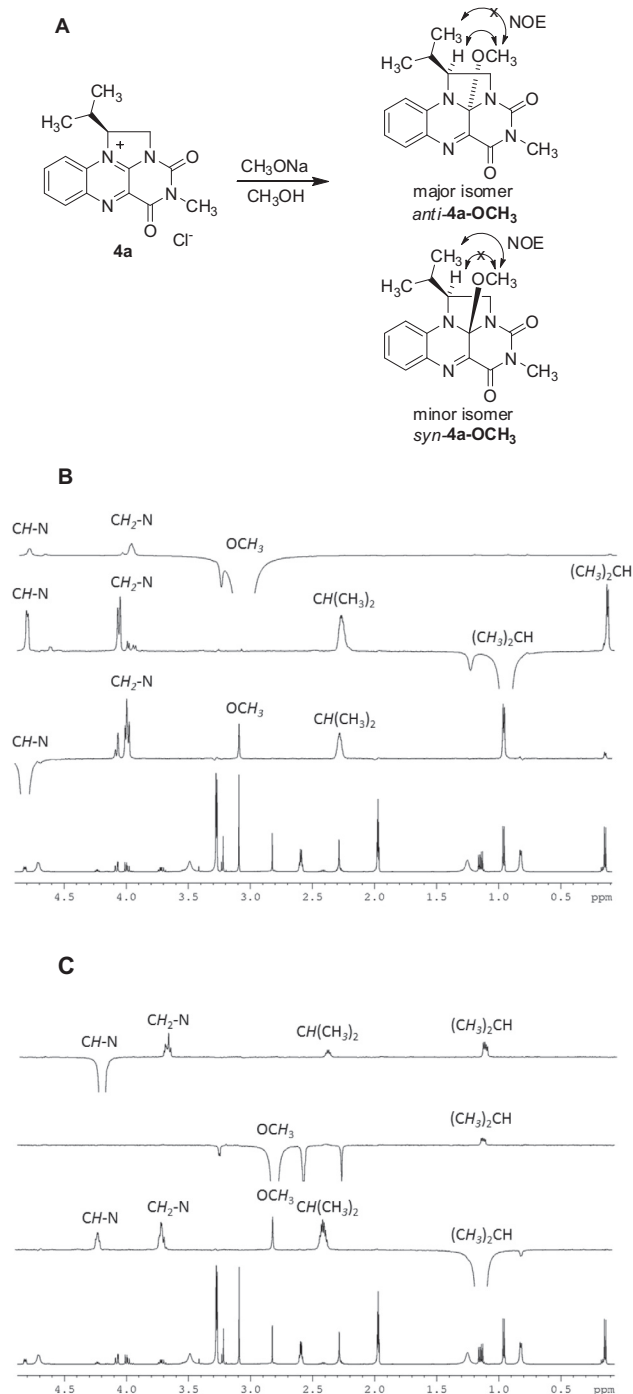 A
x
NOE
CH3
H
OCH3
H3C
N
N
O
N
N
CH3
O
major isomer
anti-4a-OCH3
CH3
H3C
+
N
N
O
N
N
CH3
O
Cl-
4a
CH3ONa
CH3OH
NOE
CH3
x
H
OCH3
H3C
N
N
O
N
N
CH3
O
minor isomer
syn-4a-OCH3
B
CH-N
CH2-N
OCH3
(CH3)2CH
CH-N
CH2-N
CH(CH3)2
(CH3)2CH
CH2-N
OCH3
CH(CH3)2
CH-N
4.5 4.0 3.5 3.0 2.5 2.0 1.5 1.0 0.5 ppm
C
CH-N
CH2-N
CH(CH3)2
(CH3)2CH
OCH3
(CH3)2CH
CH-N
CH2-N
OCH3
CH(CH3)2
(CH3)2CH
4.5 4.0 3.5 3.0 2.5 2.0 1.5 1.0 0.5 ppm